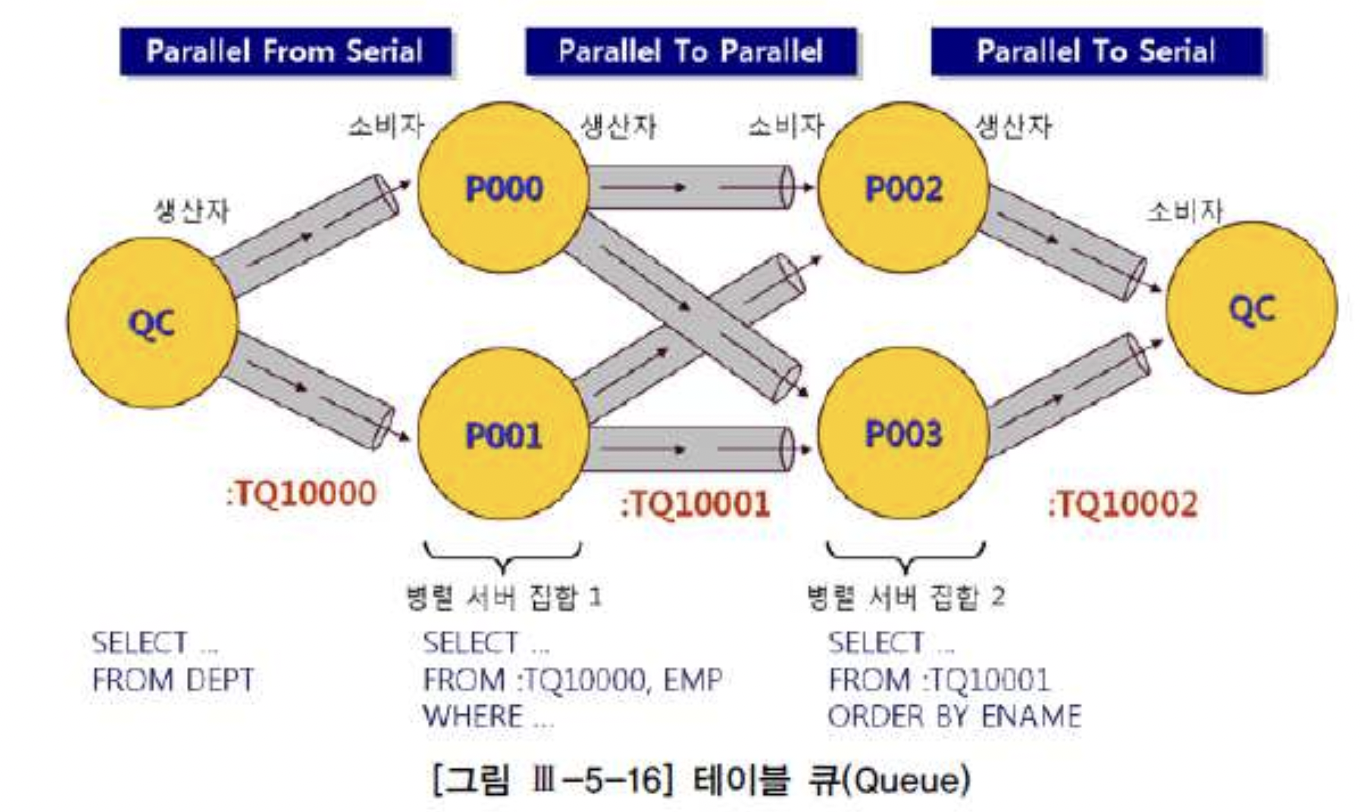 Parallel From Serial
Parallel To Parallel
Parallel To Serial
소비자
생산자
소비자
생산자
P000
P002
생산자
소비자
QC
QC
P001
P003
:TQ10000
:TQ10001
:TQ10002
병렬 서버 집합 1
병렬 서버 집합 2
SELECT ...
FROM DEPT
SELECT ...
FROM :TQ10000, EMP
WHERE ...
SELECT ...
FROM :TQ10001
ORDER BY ENAME
[그림 Ⅲ-5-16] 테이블 큐(Queue)